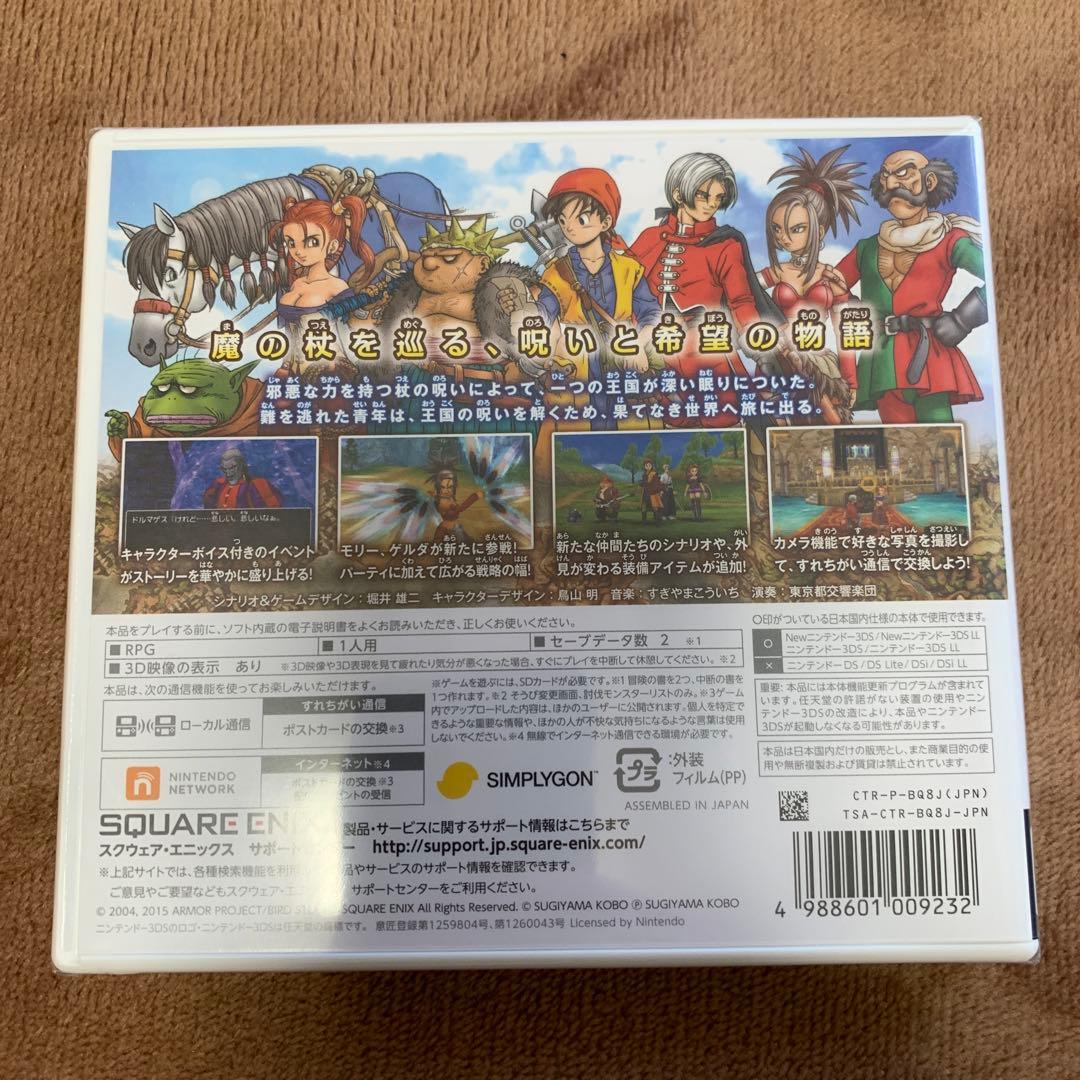 魔の杖を巡る、呪いと希望の物語
邪悪な力を持つ杖の呪いによって、一つの王国が深い眠りについた。
難を逃れた青年は、王国の呪いを解くため、果てなき世界へ旅に出る。
ドルマゲス「けれど……悲しい。悲しいなぁ。
キャラクターボイス付きのイベント
がストーリーを華やかに盛り上げる!
モリー、ゲルダが新たに参戦!
パーティに加えて広がる戦略の幅!
新たな仲間たちのシナリオや、外
見が変わる装備アイテムが追加!
カメラ機能で好きな写真を撮影し
て、すれちがい通信で交換しよう!
シナリオ&ゲームデザイン:堀井 雄二 キャラクターデザイン:鳥山 明 音楽:すぎやまこういち 演奏:東京都交響楽団
本品をプレイする前に、ソフト内蔵の電子説明書をよくお読みいただき、正しくお使いください。
■RPG ■1人用 ■セーブデータ数 2 ※1
■3D映像の表示 あり ※3D映像や3D表現を見て疲れたり気分が悪くなった場合、すぐにプレイを中断して休憩してください。※2
本品は、次の通信機能を使ってお楽しみいただけます。
ローカル通信
すれちがい通信
ポストカードの交換※3
NINTENDO
NETWORK
インターネット※4
ポストカードの交換※3
※ゲームを遊ぶには、SDカードが必要です。※1 冒険の書を2つ、中断の書を
1つ作れます。※2 そうび変更画面、討伐モンスターリストのみ。※3ゲーム
内でアップロードした内容は、ほかのユーザーに公開されます。個人を特定で
きるような重要な情報や、ほかの人が不快な気持ちになるような言葉は使用
しないでください。※4 無線でインターネット通信できる環境が必要です。
SIMPLYGON™
プラ
:外装
フィルム(PP)
ASSEMBLED IN JAPAN
○印がついている日本国内仕様の本体で使用できます。
○ Newニンテンドー3DS/Newニンテンドー3DS LL
ニンテンドー3DS/ニンテンドー3DS LL
× ニンテンドーDS/DS Lite/DSi/DSi LL
重要:本品には本体機能更新プログラムが含まれて
います。任天堂の許諾がない装置の使用やニン
テンドー3DSの改造により、本品やニンテンドー
3DSが起動しなくなる可能性があります。
本品は日本国内だけの販売とし、また商業目的の使
用や無断複製および賃貸は禁止されています。
CTR-P-BQ8J(JPN)
TSA-CTR-BQ8J-JPN
SQUARE ENIX 製品・サービスに関するサポート情報はこちらまで
スクウェア・エニックス サポートセンター http://support.jp.square-enix.com/
※上記サイトでは、各種検索機能を利用 品やサービスのサポート情報を確認できます。
ご意見やご要望などもスクウェア・エニ サポートセンターをご利用ください。
© 2004, 2015 ARMOR PROJECT/BIRD STUDIO/SQUARE ENIX All Rights Reserved. © SUGIYAMA KOBO ℗ SUGIYAMA KOBO
ニンテンドー3DSのロゴ・ニンテンドー3DSは任天堂の商標です。 意匠登録第1259804号、第1260043号 Licensed by Nintendo
4 988601 009232